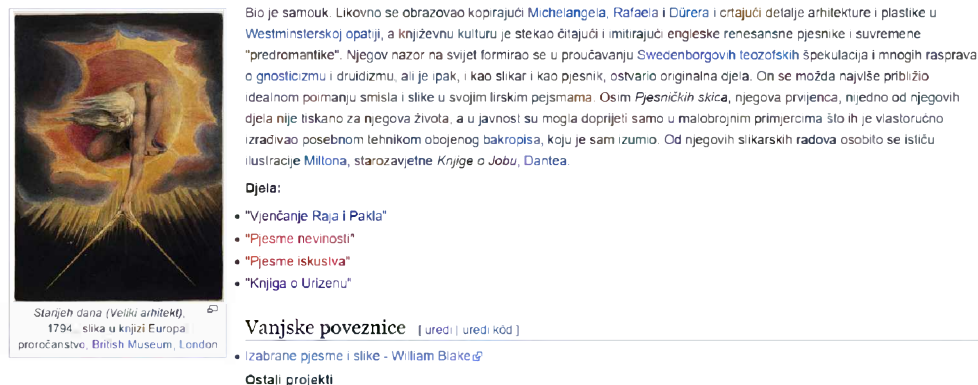 Bio je samouk. Likovno se obrazovao kopirajući Michelangela, Rafaela i Dürera i crtajući detalje arhitekture i plastike u
Westminsterskoj opatiji, a književnu kulturu je stekao čitajući i imitirajući engleske renesansne pjesnike i suvremene
"predromantike". Njegov nazor na svijet formirao se u proučavanju Swedenborgovih teozofskih špekulacija i mnogih rasprava
o gnosticizmu i druidizmu, ali je ipak, i kao slikar i kao pjesnik, ostvario originalna djela. On se možda najviše približio
idealnom poimanju smisla i slike u svojim lirskim pejsmama. Osim Pjesničkih skica, njegova prvijenca, nijedno od njegovih
djela nije tiskano za njegova života, a u javnost su mogla doprijeti samo u malobrojnim primjercima što ih je vlastoručno
izrađivao posebnom tehnikom obojenog bakropisa, koju je sam izumio. Od njegovih slikarskih radova osobito se ističu
ilustracije Miltona, starozavjetne Knjige o Jobu, Dantea.
Djela:
"Vjenčanje Raja i Pakla"
"Pjesme nevinosti"
"Pjesme iskustva"
"Knjiga o Urizenu"
Starijeh dana (Veliki arhitekt),
1794., slika u knjizi Europa:
proročanstvo, British Museum, London
Vanjske poveznice [ uredi | uredi kôd ]
Izabrane pjesme i slike - William Blake
Ostali projekti